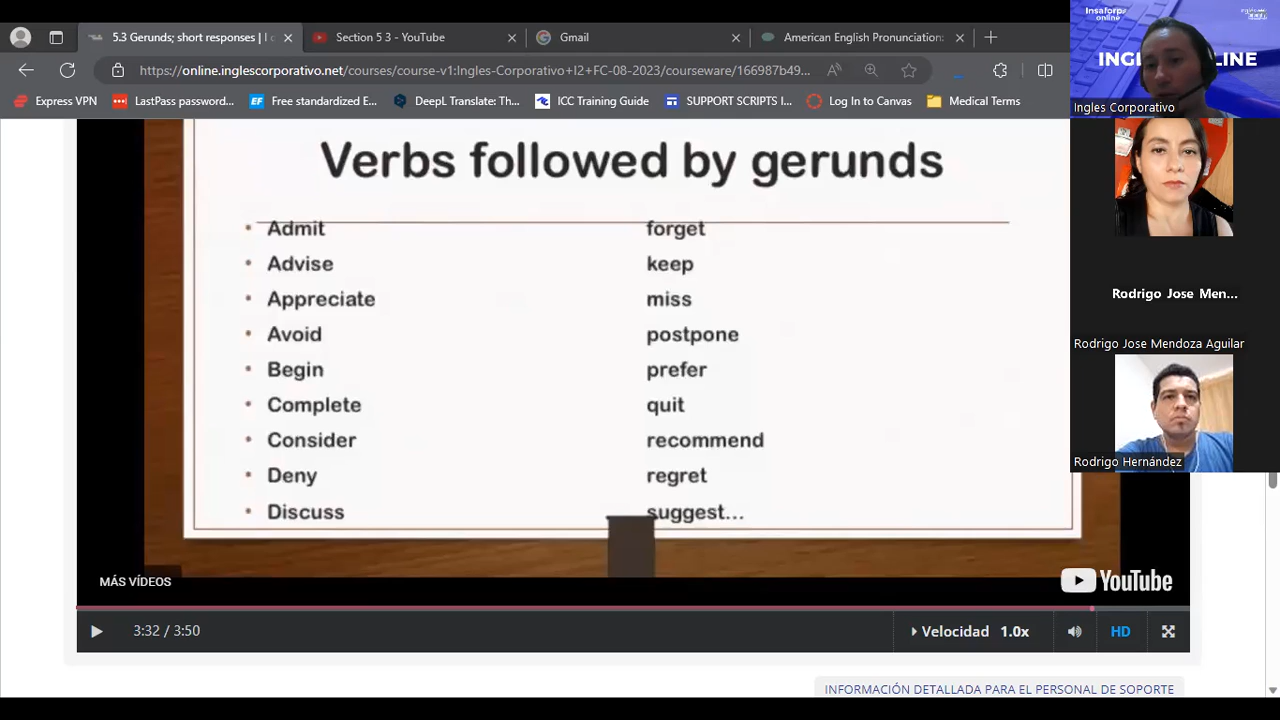 5.3 Gerunds; short responses | I c
Section 5 3 - YouTube
Gmail
American English Pronunciation:
https://online.inglescorporativo.net/courses/course-v1:Ingles-Corporativo+I2+FC-08-2023/courseware/166987b49...
Express VPN
LastPass password...
Free standardized E...
DeepL Translate: Th...
ICC Training Guide
SUPPORT SCRIPTS I...
Log In to Canvas
Medical Terms
Insaforp
online
INGL
LINE
Ingles Corporativo
Rodrigo Jose Men...
Rodrigo Jose Mendoza Aguilar
Rodrigo Hernández
Verbs followed by gerunds
• Admit forget
• Advise keep
• Appreciate miss
• Avoid postpone
• Begin prefer
• Complete quit
• Consider recommend
• Deny regret
• Discuss suggest...
MÁS VÍDEOS
YouTube
3:32 / 3:50
Velocidad 1.0x
HD
INFORMACIÓN DETALLADA PARA EL PERSONAL DE SOPORTE